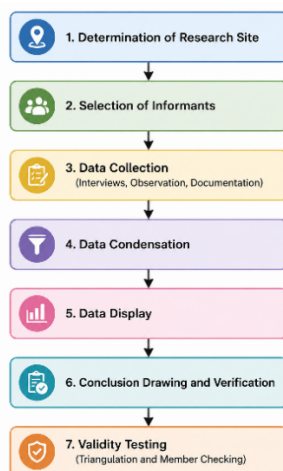 1. Determination of Research Site
2. Selection of Informants
3. Data Collection
(Interviews, Observation, Documentation)
4. Data Condensation
5. Data Display
6. Conclusion Drawing and Verification
7. Validity Testing
(Triangulation and Member Checking)